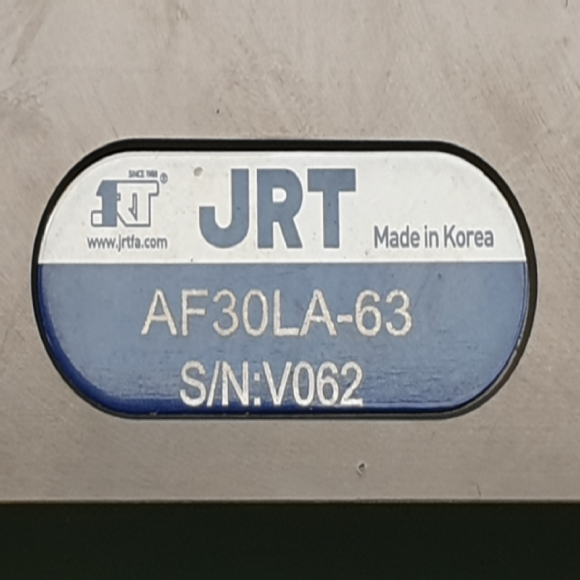 SINCE 1988
JRT®
www.jrtfa.com
JRT
Made in Korea
AF30LA-63
S/N:V062